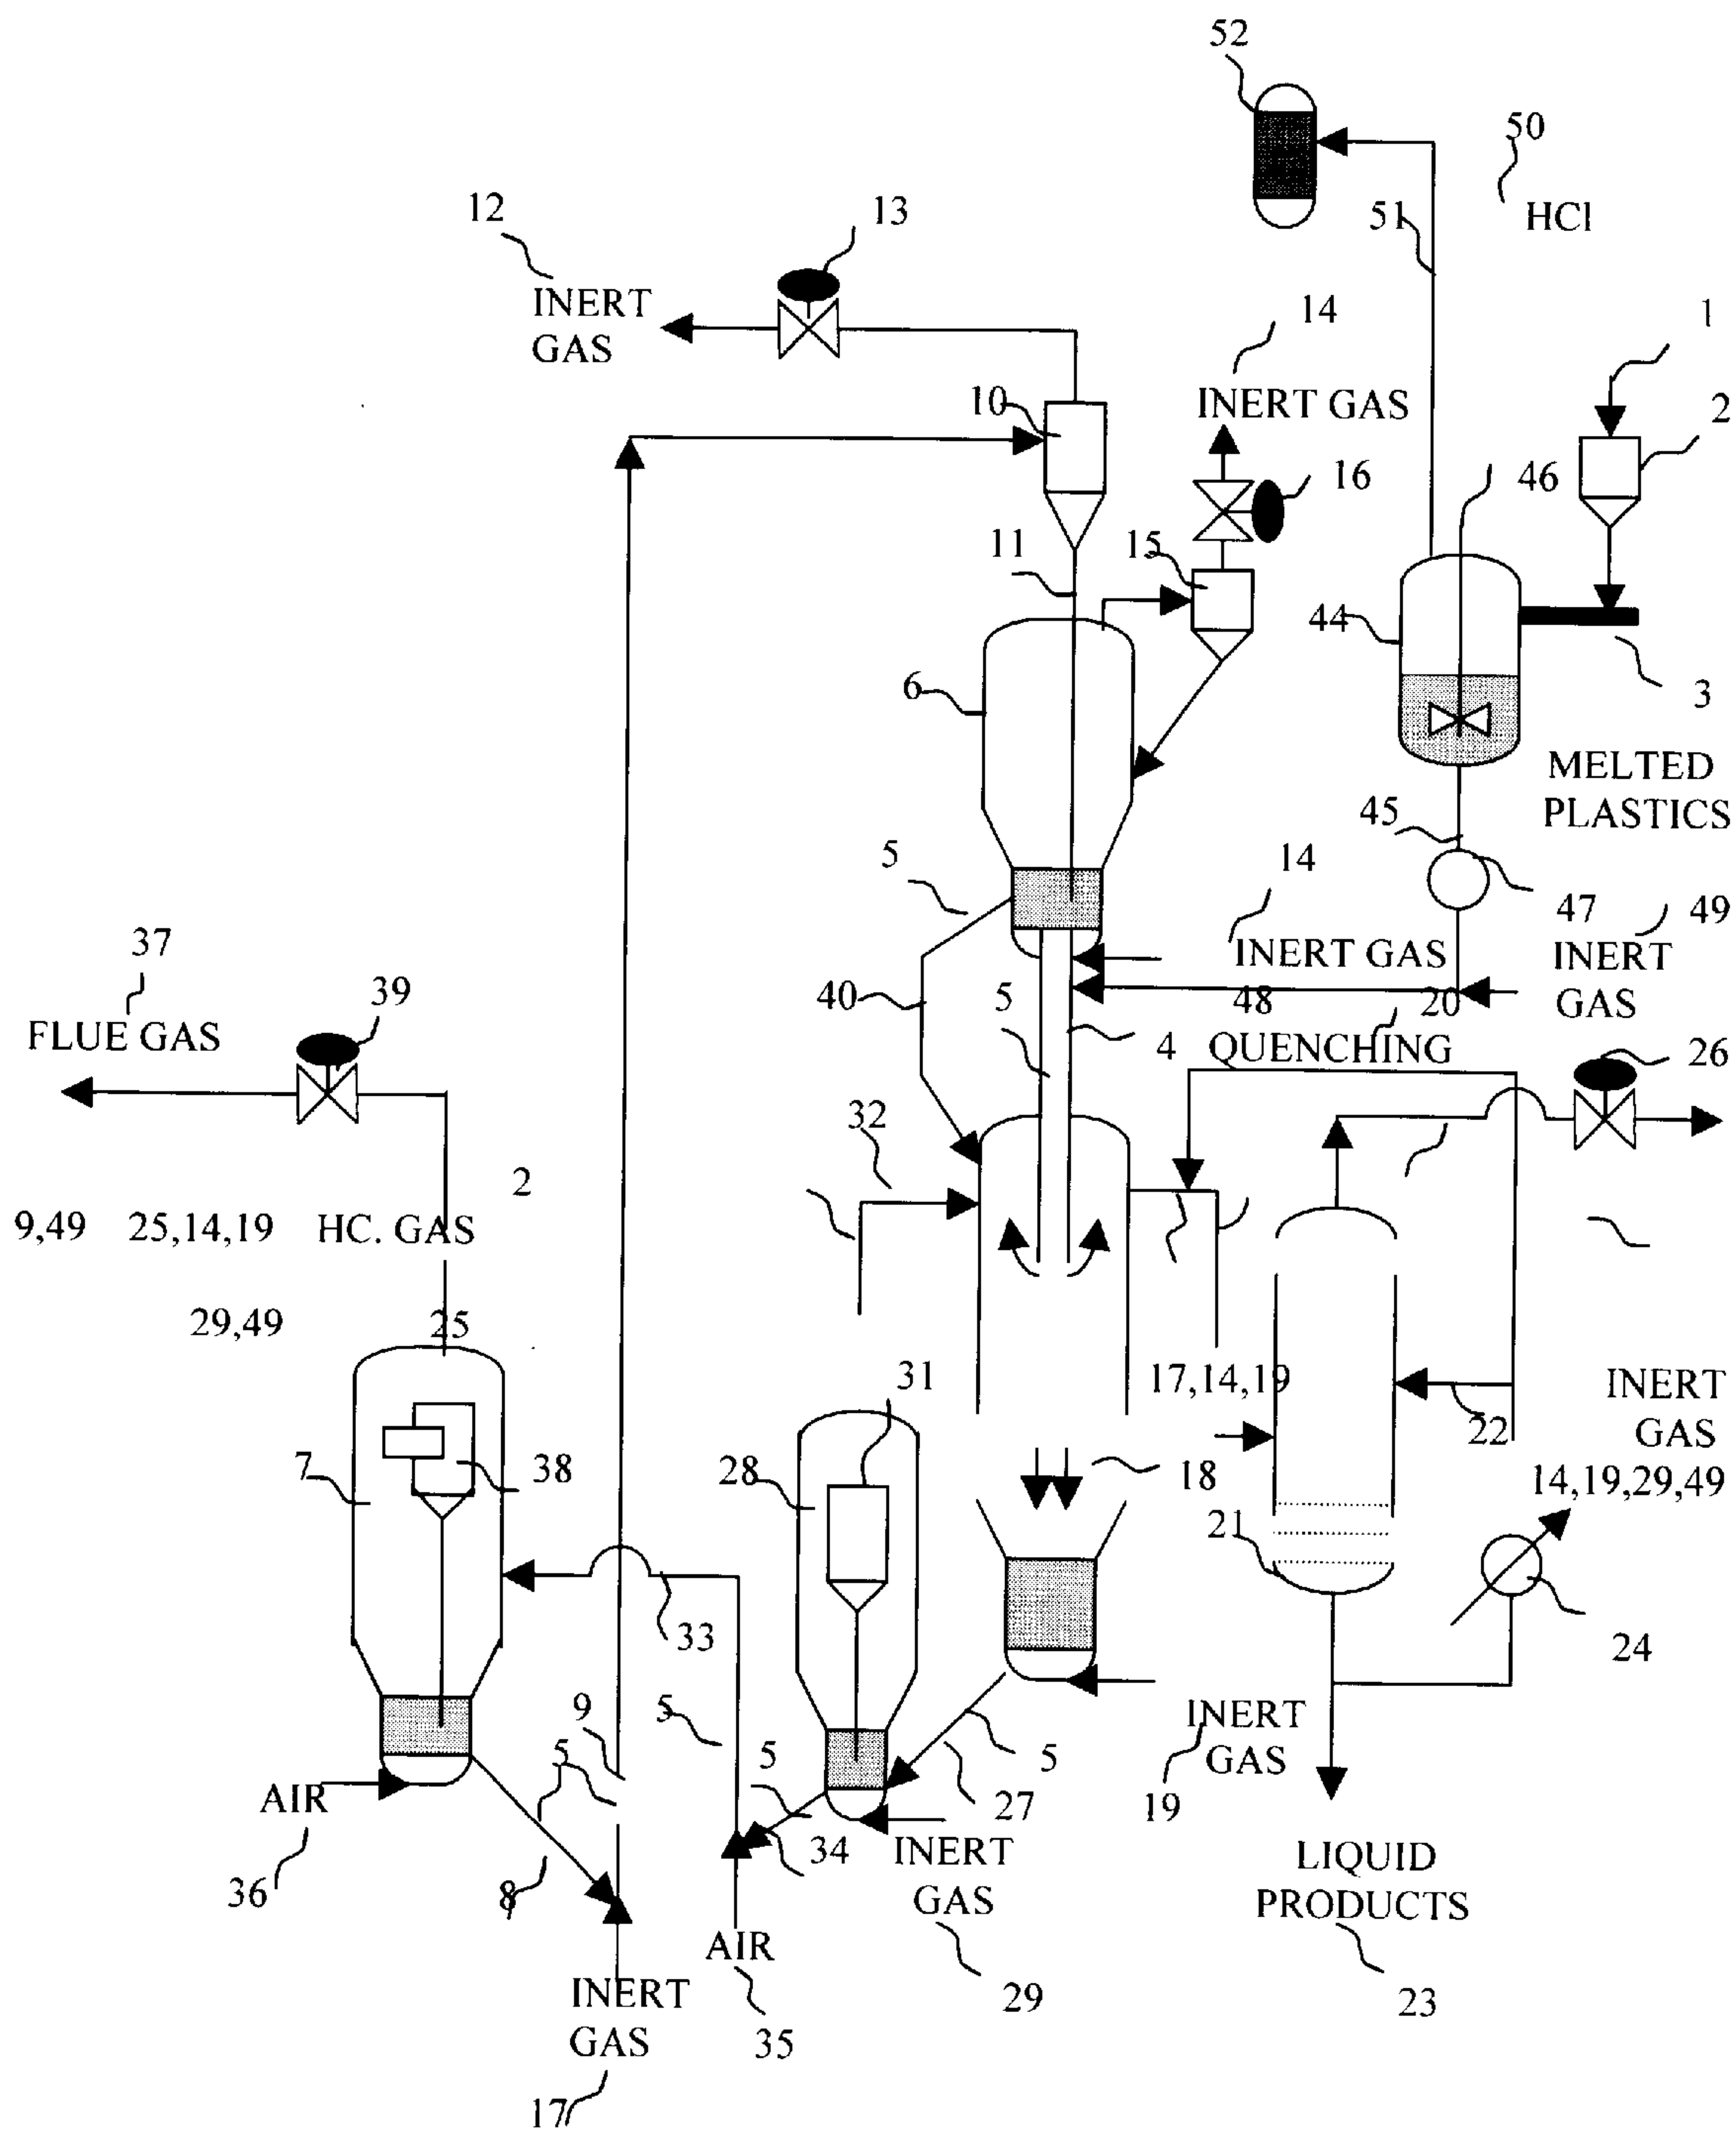 52
50
51
HCl
12
13
INERT
GAS
14
1
INERT GAS
10
2
16
46
11
15
44
6
3
MELTED
PLASTICS
45
5
14
47
49
37
INERT GAS
INERT
GAS
39
40
5
48
20
FLUE GAS
4
QUENCHING
26
32
2
9,49
25,14,19
HC. GAS
29,49
25
31
17,14,19
INERT
GAS
22
7
38
28
18
14,19,29,49
21
33
24
9
5
5
5
5
INERT
GAS
AIR
27
19
34
INERT
GAS
LIQUID
PRODUCTS
36
8
AIR
29
23
INERT
GAS
35
17